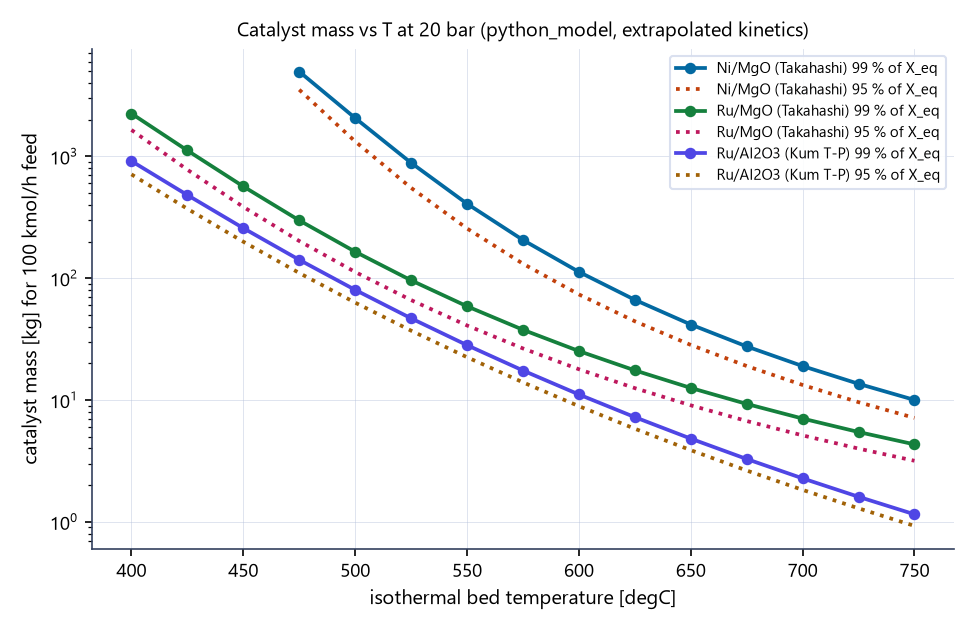 Catalyst mass vs T at 20 bar (python_model, extrapolated kinetics)
Ni/MgO (Takahashi) 99 % of X_eq
Ni/MgO (Takahashi) 95 % of X_eq
Ru/MgO (Takahashi) 99 % of X_eq
Ru/MgO (Takahashi) 95 % of X_eq
Ru/Al2O3 (Kum T-P) 99 % of X_eq
Ru/Al2O3 (Kum T-P) 95 % of X_eq
catalyst mass [kg] for 100 kmol/h feed
10³
10²
10¹
10⁰
400 450 500 550 600 650 700 750
isothermal bed temperature [degC]